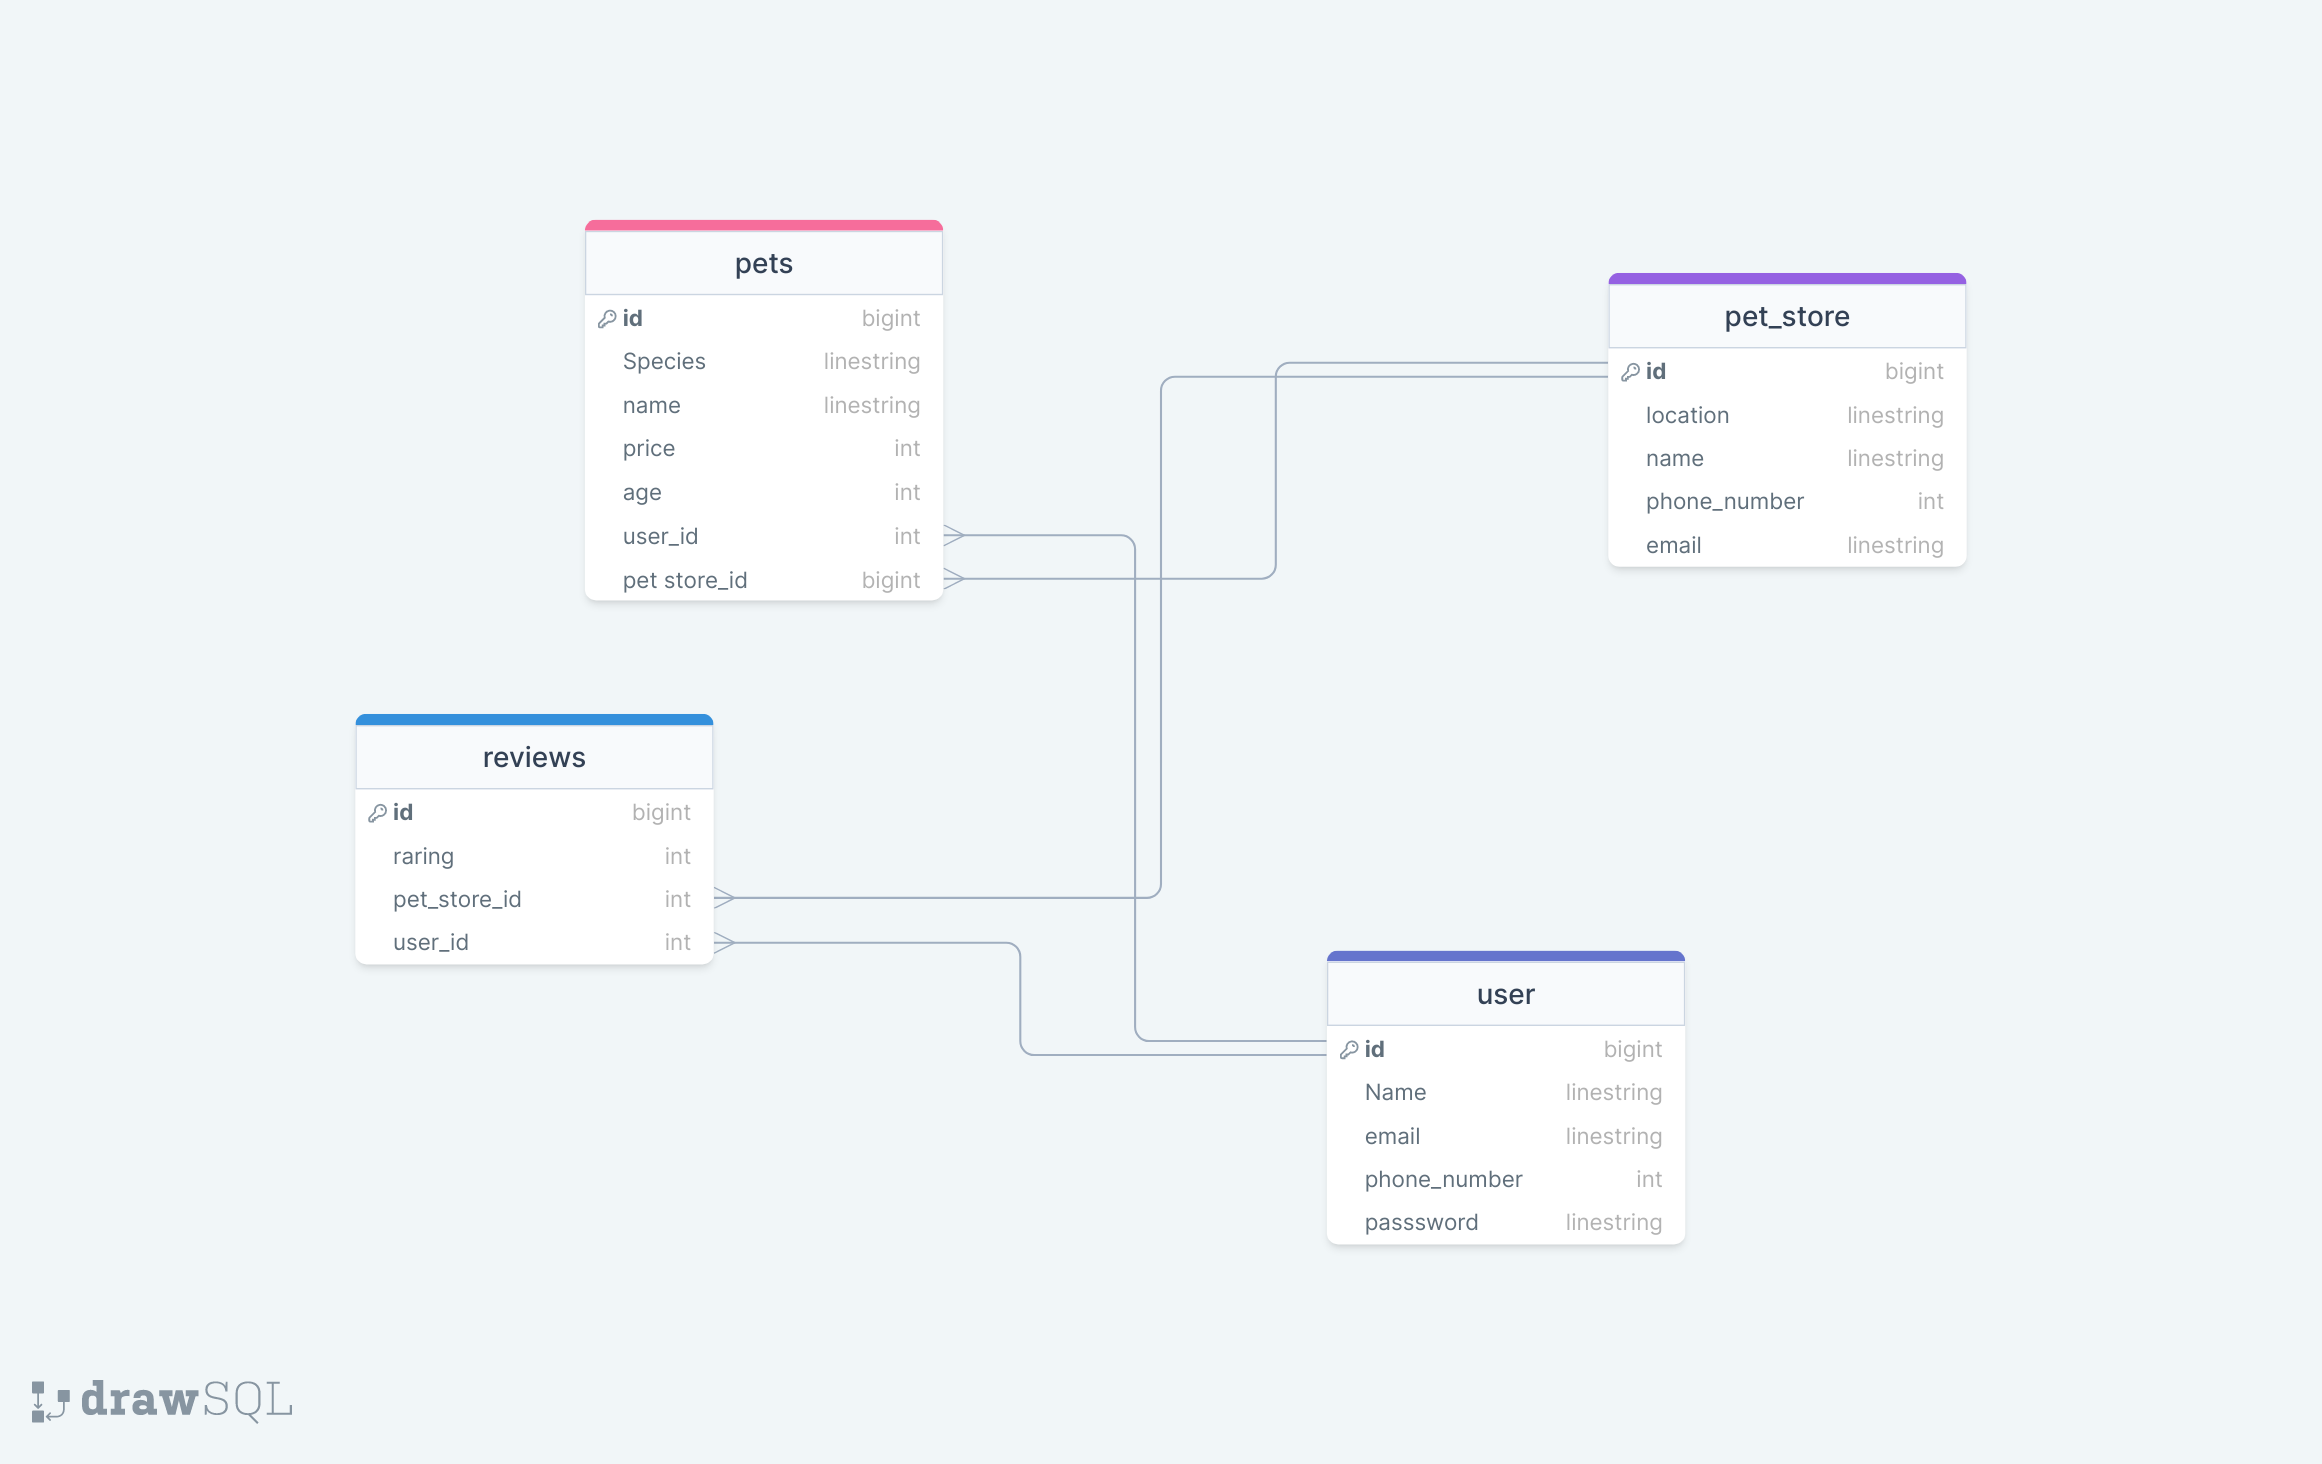 pets
id bigint
Species linestring
name linestring
price int
age int
user_id int
pet store_id bigint
pet_store
id bigint
location linestring
name linestring
phone_number int
email linestring
reviews
id bigint
raring int
pet_store_id int
user_id int
user
id bigint
Name linestring
email linestring
phone_number int
passsword linestring
drawSQL